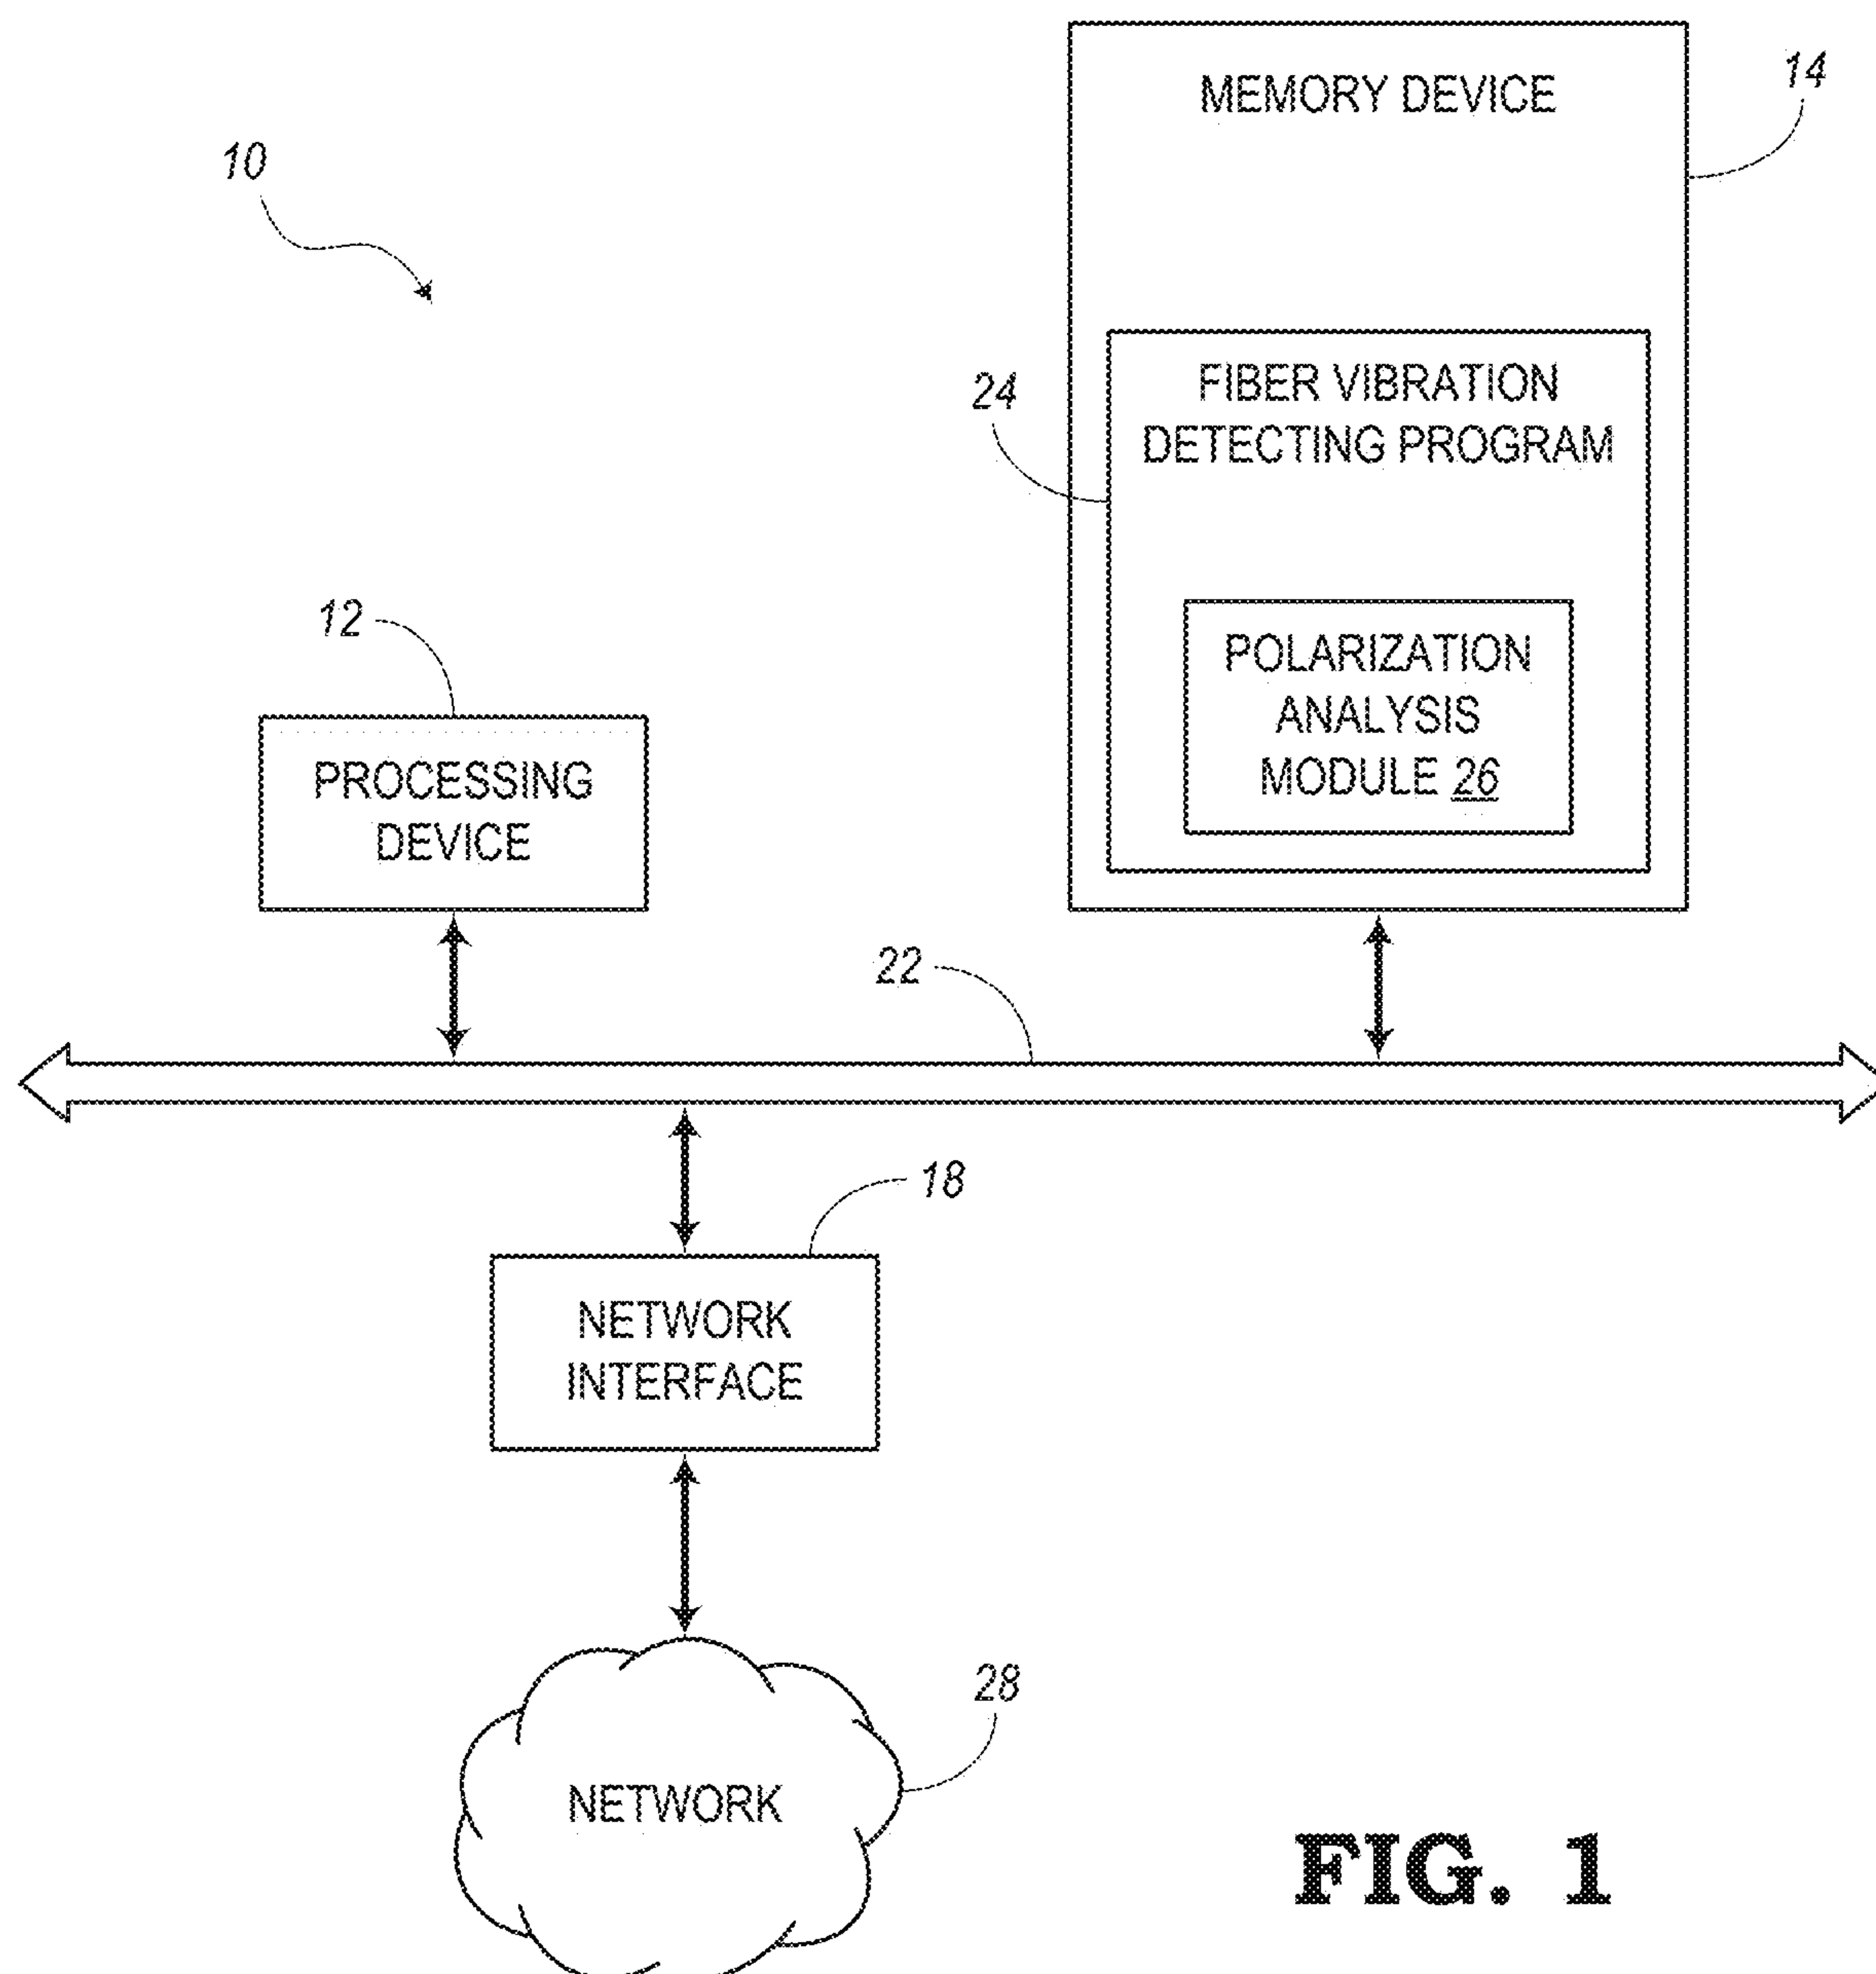 MEMORY DEVICE
14
10
24
FIBER VIBRATION
DETECTING PROGRAM
12
POLARIZATION
ANALYSIS
MODULE 26
PROCESSING
DEVICE
22
18
NETWORK
INTERFACE
28
NETWORK
FIG. 1